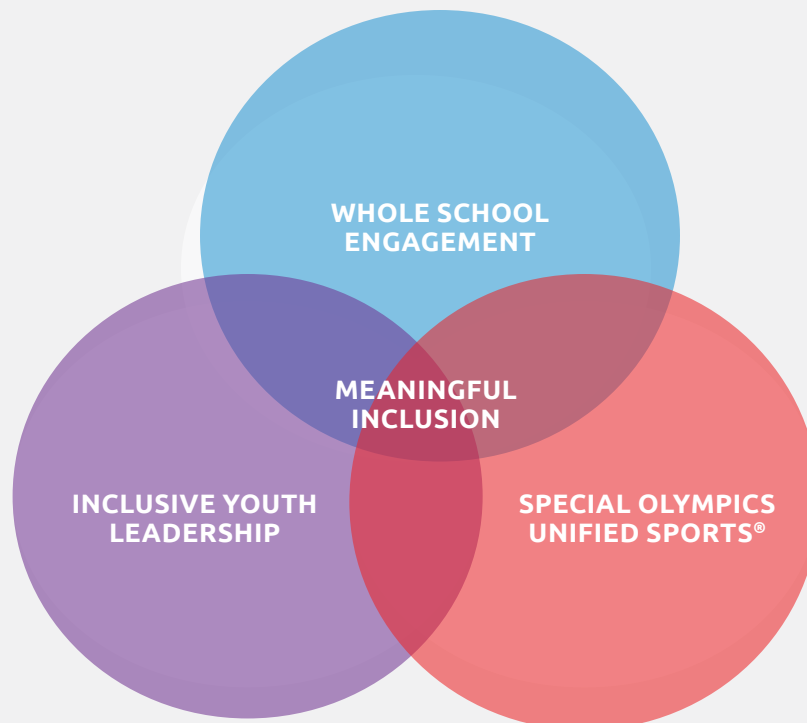 WHOLE SCHOOL
ENGAGEMENT
MEANINGFUL
INCLUSION
INCLUSIVE YOUTH
LEADERSHIP
SPECIAL OLYMPICS
UNIFIED SPORTS®